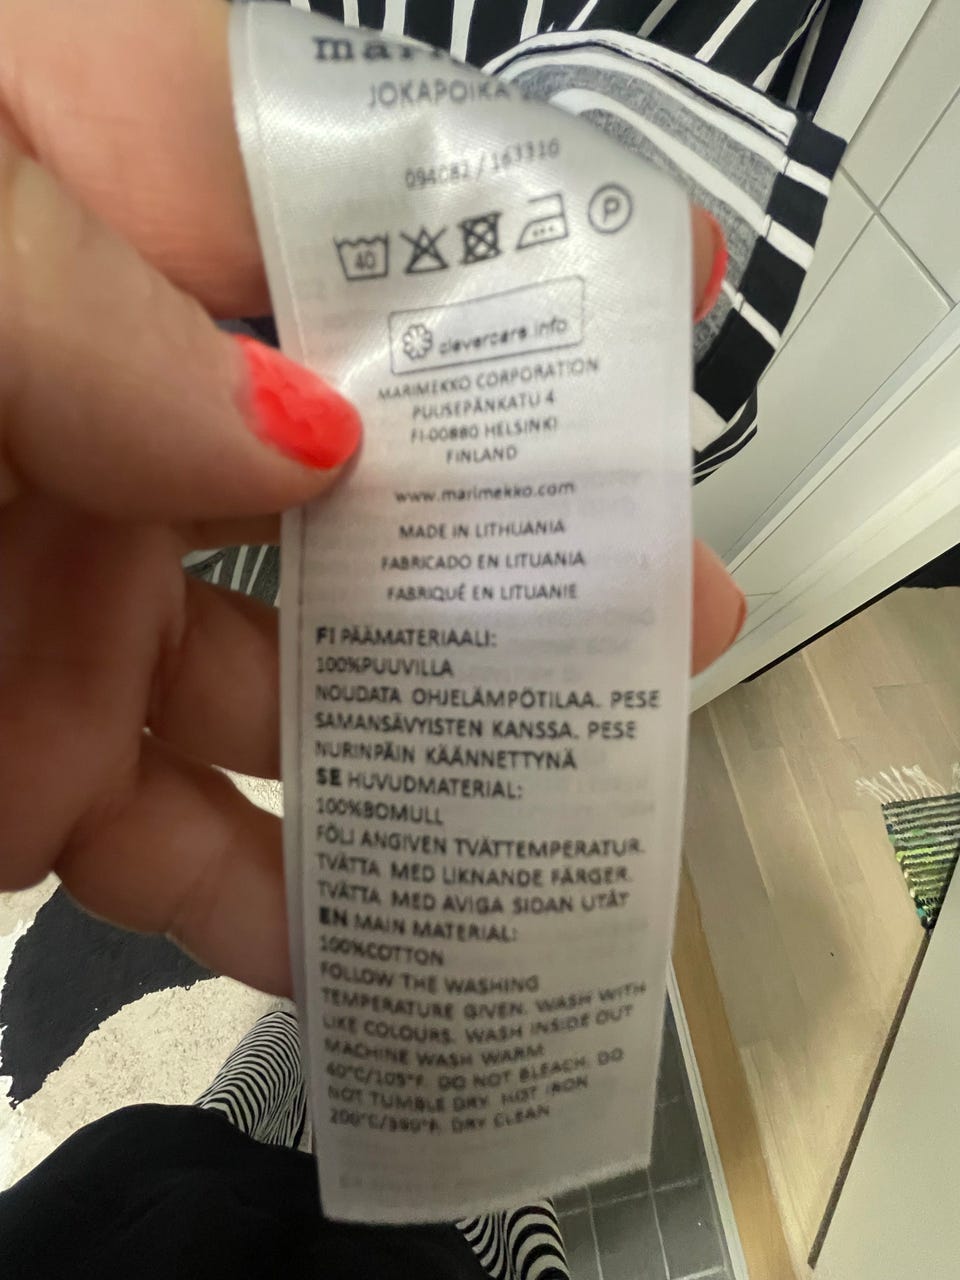 JOKAPOIKA
094082 / 163310
40
P
clevercare.info
MARIMEKKO CORPORATION
PUUSEPÄNKATU 4
FI-00880 HELSINKI
FINLAND
www.marimekko.com
MADE IN LITHUANIA
FABRICADO EN LITUANIA
FABRIQUÉ EN LITUANIE
FI PÄÄMATERIAALI:
100%PUUVILLA
NOUDATA OHJELÄMPÖTILAA. PESE
SAMANSÄVYISTEN KANSSA. PESE
NURINPÄIN KÄÄNNETTYNÄ
SE HUVUDMATERIAL:
100%BOMULL
FÖLJ ANGIVEN TVÄTTEMPERATUR.
TVÄTTA MED LIKNANDE FÄRGER.
TVÄTTA MED AVIGA SIDAN UTÅT
EN MAIN MATERIAL:
100%COTTON
FOLLOW THE WASHING
TEMPERATURE GIVEN. WASH WITH
LIKE COLOURS. WASH INSIDE OUT
MACHINE WASH WARM
40°C/105°F. DO NOT BLEACH. DO
NOT TUMBLE DRY. HOT IRON
200°C/390°F. DRY CLEAN